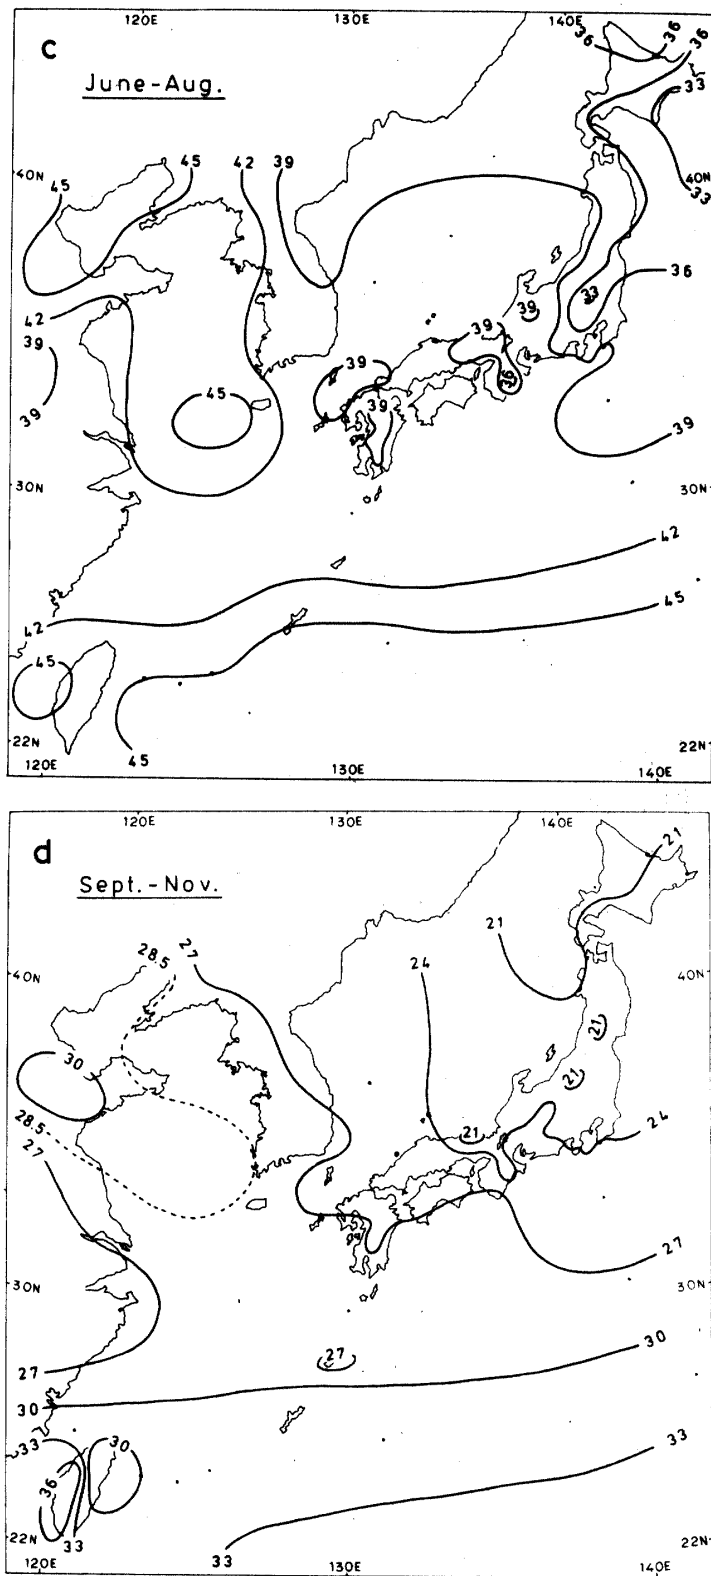 120E 130E 140E 36 36 36
c
June-Aug.
33
40N 45 45 42 39 40N
33
36
33
39
42
39 39
39 45 39 36
39
39
30N 30N
42
45
42
45
22N 45 22N
120E 130E 140E
120E 130E 140E
d 21
Sept.-Nov.
21
28.5 27 24
40N 40N
21
30 21
28.5 21 24
27
27
30N 30N
27 30
27
30
33 30 33
36
22N 33 33 22N
120E 130E 140E